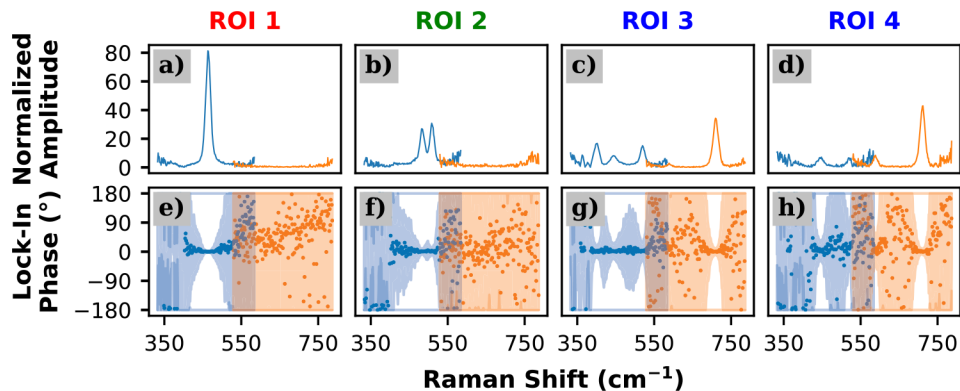 ROI 1 ROI 2 ROI 3 ROI 4
Normalized
Amplitude
80
60
40
20
0
a) b) c) d)
Lock-In
Phase (°)
180
90
0
−90
−180
e) f) g) h)
350 550 750 350 550 750 350 550 750 350 550 750
Raman Shift (cm⁻¹)